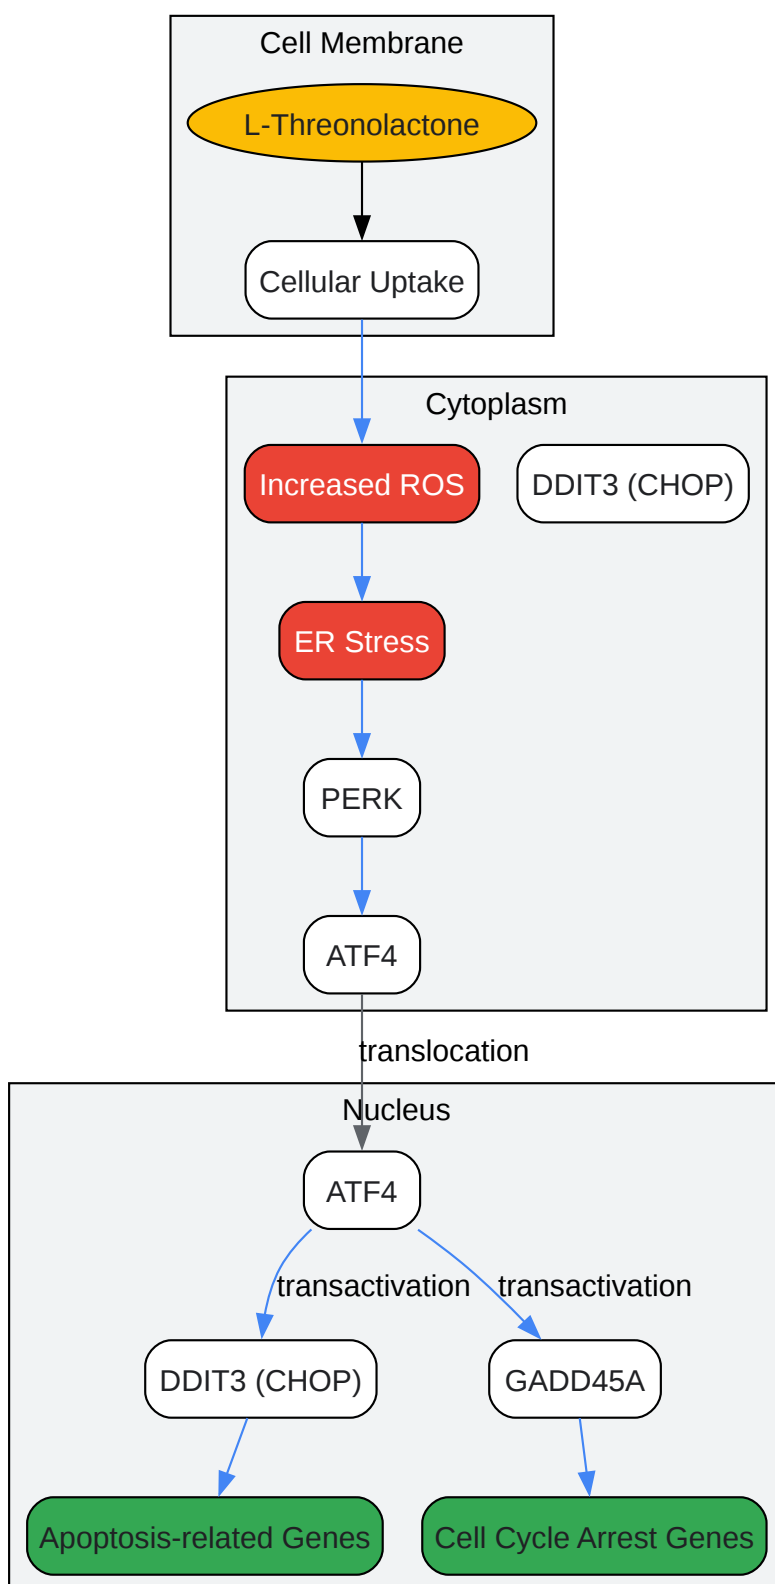 Cell Membrane
L-Threonolactone
Cellular Uptake
Cytoplasm
Increased ROS
DDIT3 (CHOP)
ER Stress
PERK
ATF4
translocation
Nucleus
ATF4
transactivation
transactivation
DDIT3 (CHOP)
GADD45A
Apoptosis-related Genes
Cell Cycle Arrest Genes